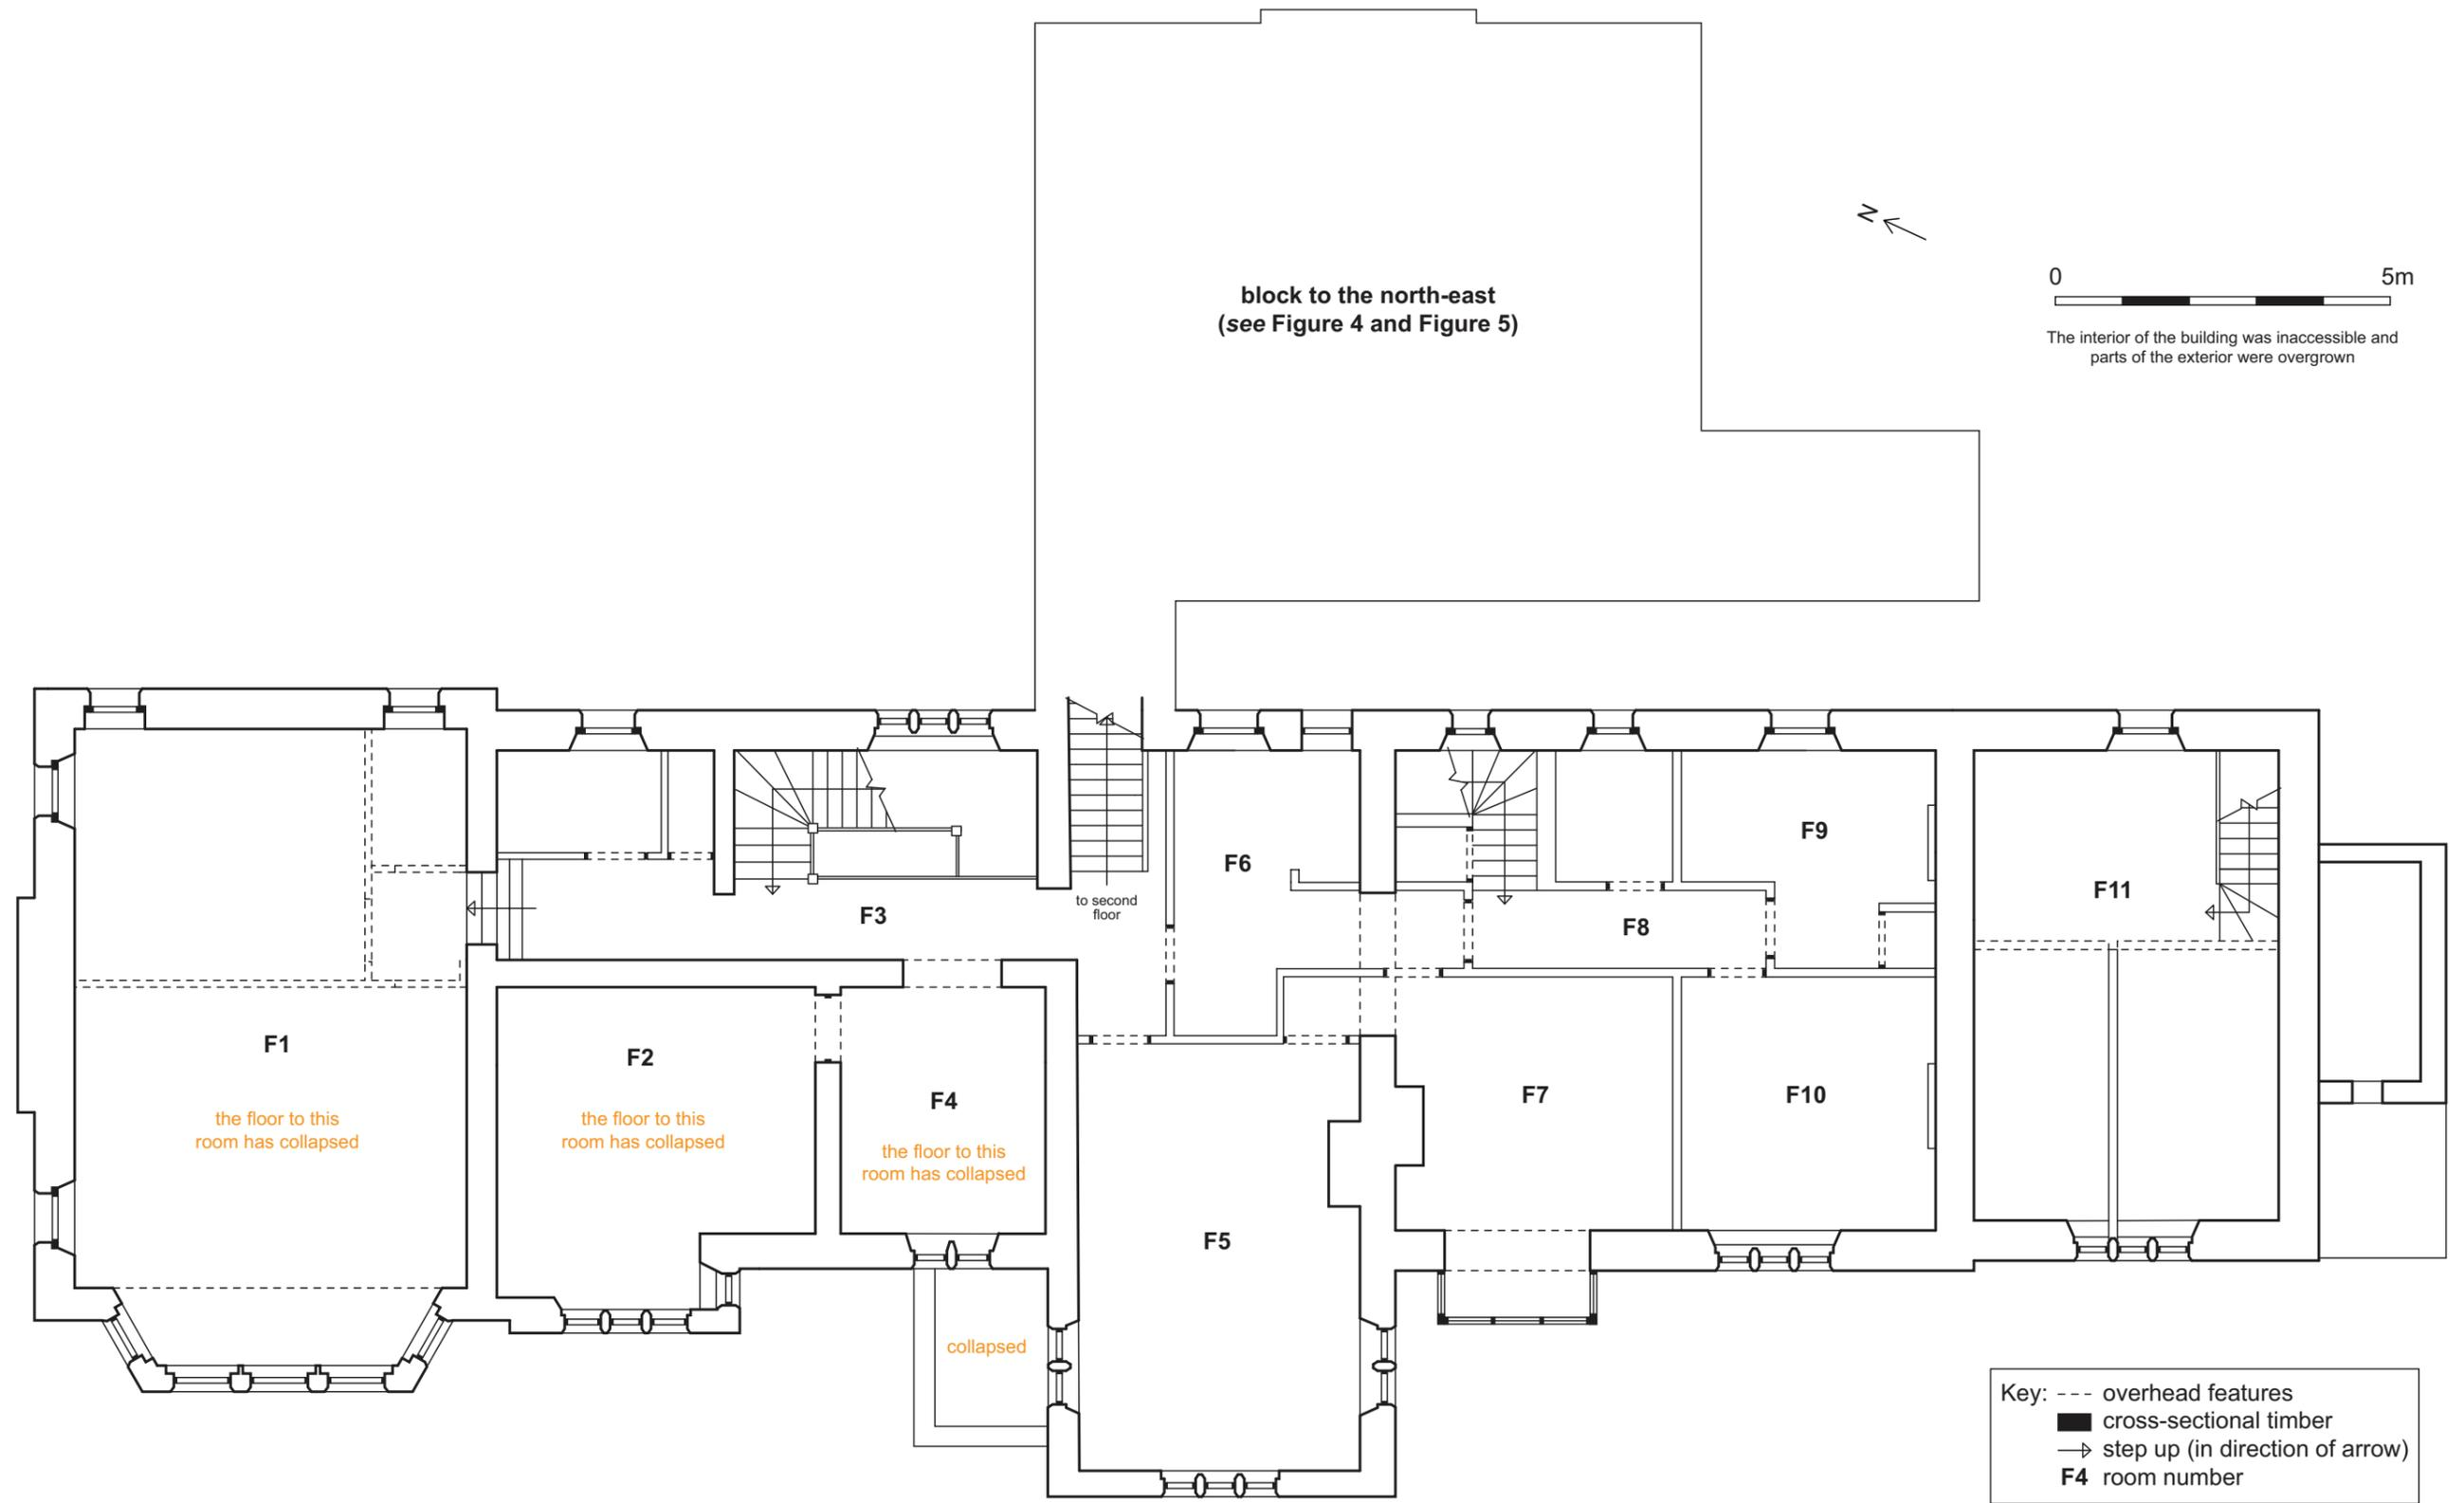 N
0 5m
The interior of the building was inaccessible and
parts of the exterior were overgrown
block to the north-east
(see Figure 4 and Figure 5)
F9
F6
F11
F3
to second
floor
F8
F1
the floor to this
room has collapsed
F2
the floor to this
room has collapsed
F4
the floor to this
room has collapsed
F7
F10
F5
collapsed
Key: overhead features
cross-sectional timber
step up (in direction of arrow)
F4 room number